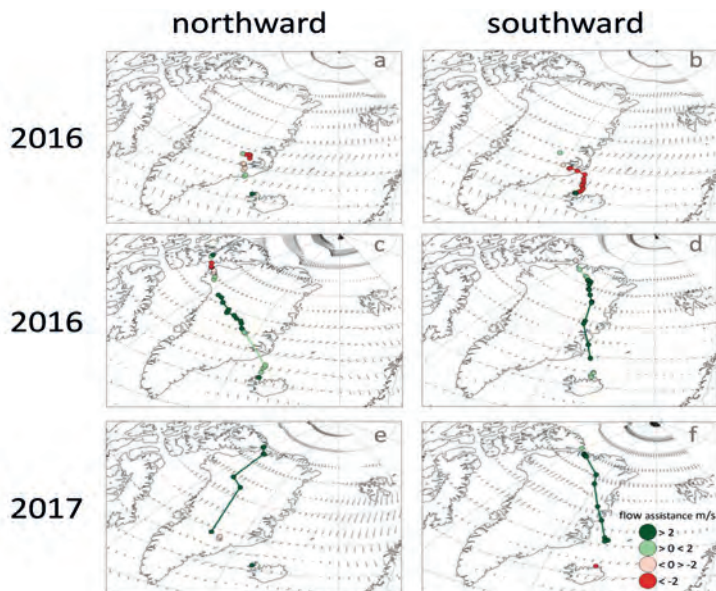 northward southward
2016
a b
2016
c d
2017
e f
flow assistance m/s
> 2
> 0 < 2
< 0 > -2
< -2